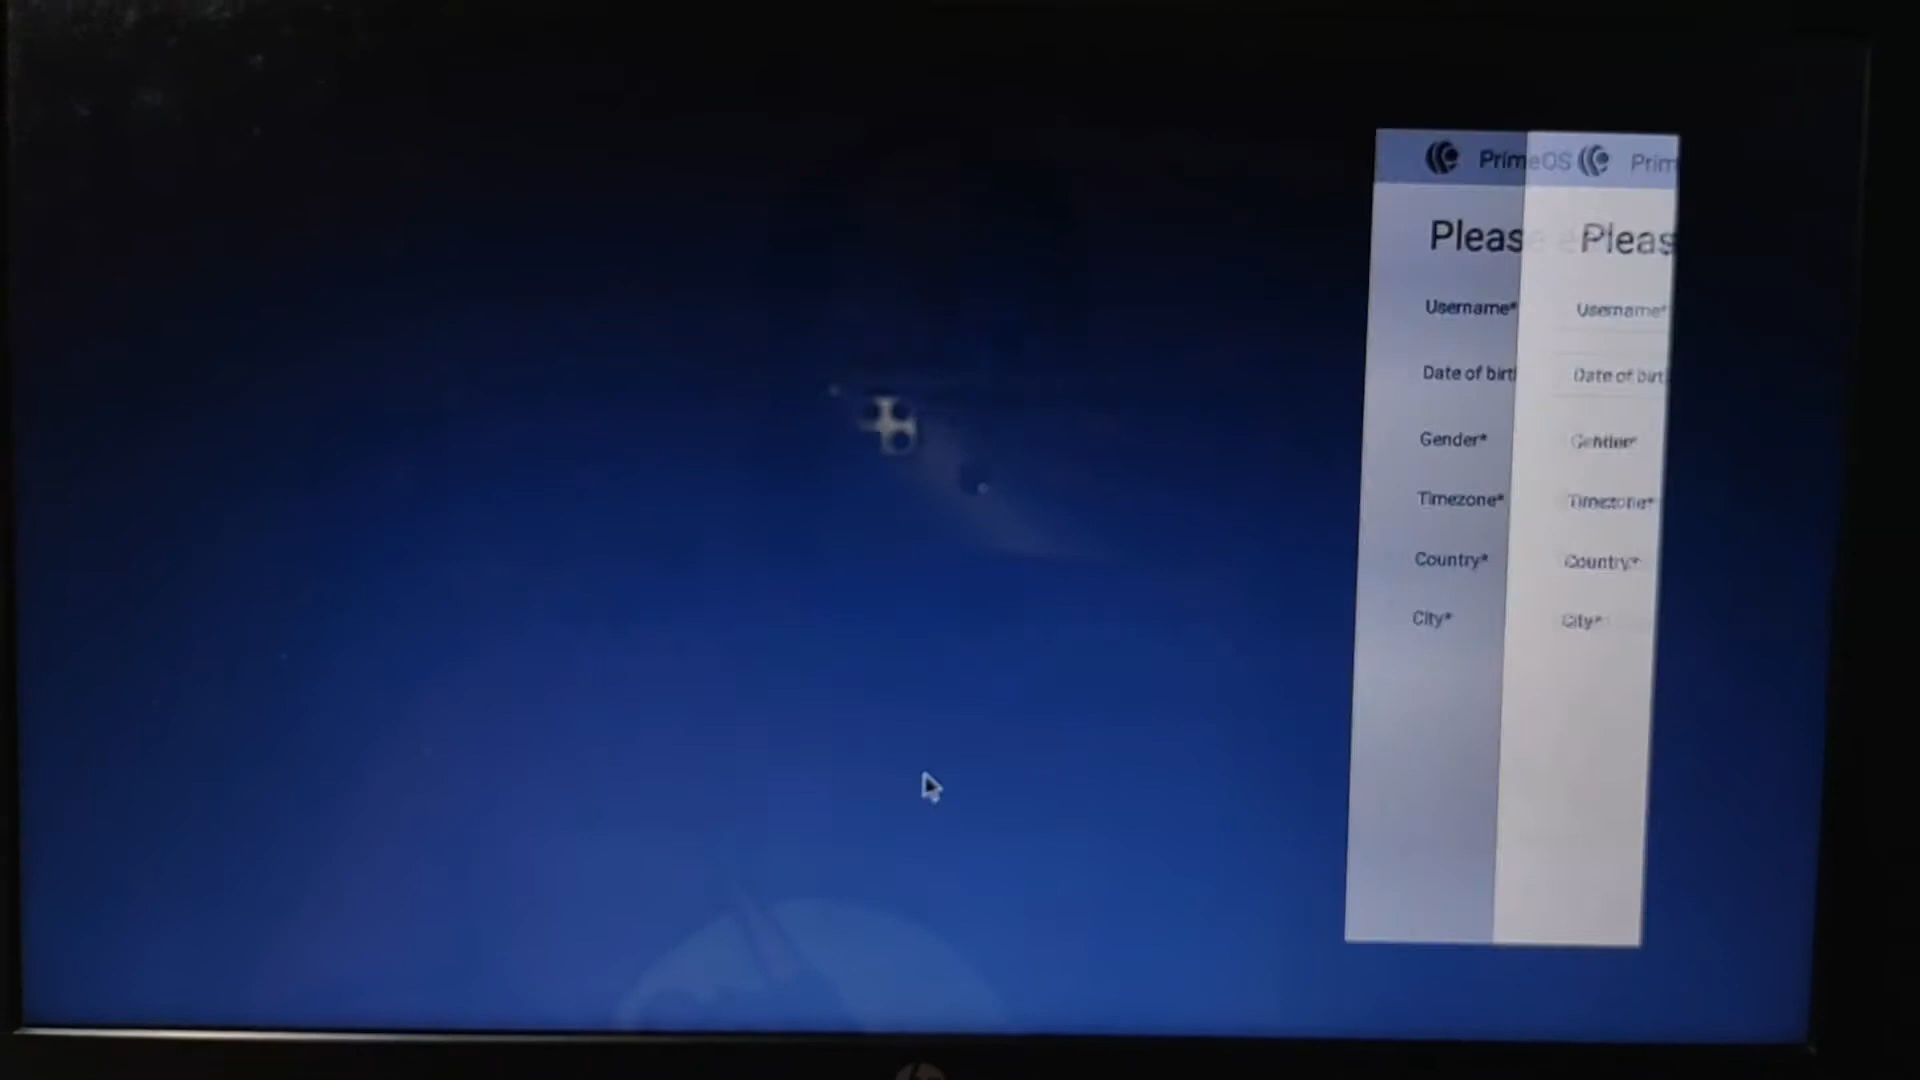 PrimeOS Prim
Pleas Pleas
Username* Username*
Date of birt Date of birt
Gender* Gender*
Timezone* Timezone*
Country* Country*
City* City*